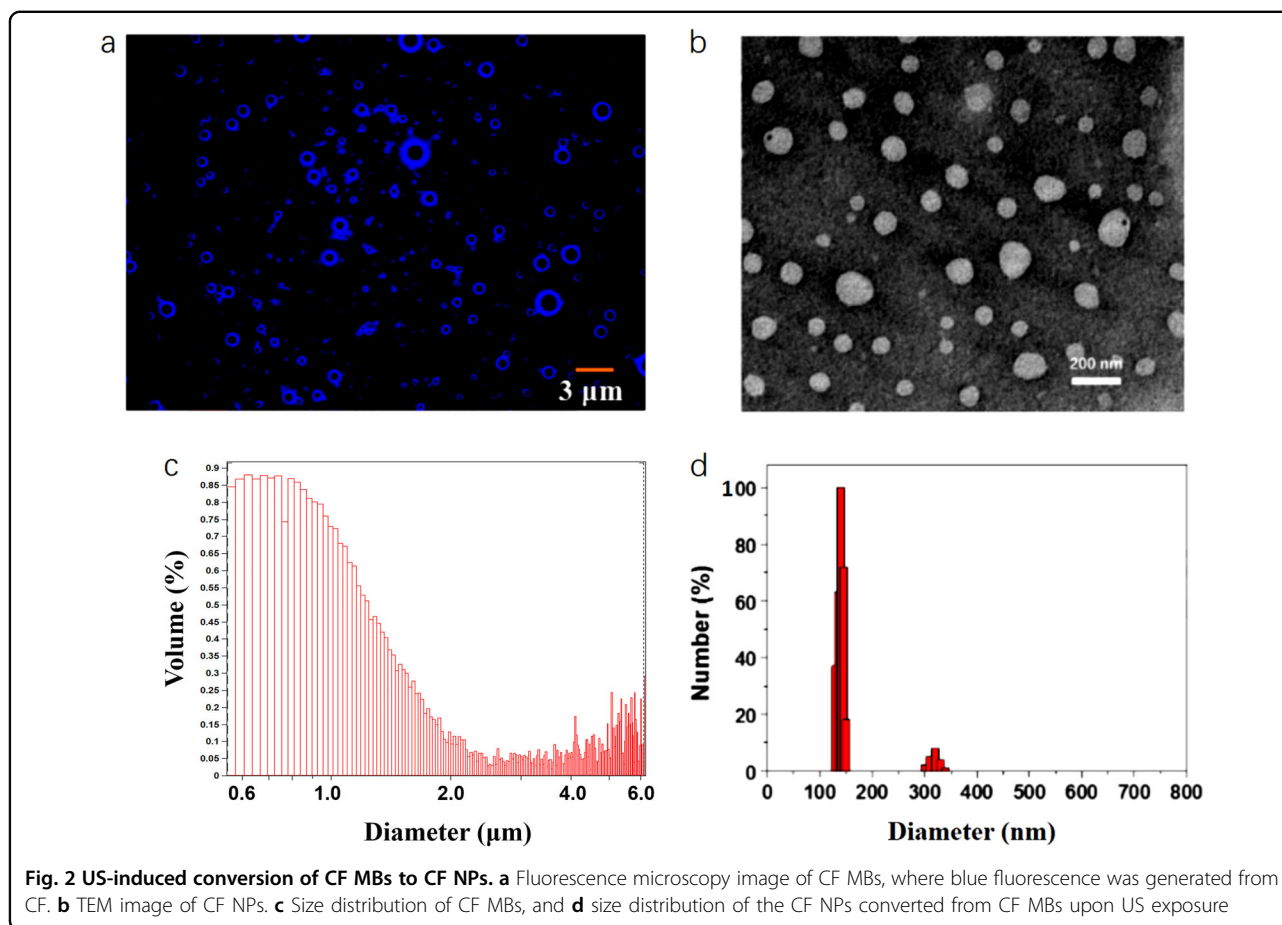 a
b
3 μm
200 nm
c
0.9
0.85
0.8
0.75
0.7
0.65
0.6
0.55
0.5
0.45
0.4
0.35
0.3
0.25
0.2
0.15
0.1
0.05
0
Volume (%)
0.6 1.0 2.0 4.0 6.0
Diameter (μm)
d
100
80
60
40
20
0
Number (%)
0 100 200 300 400 500 600 700 800
Diameter (nm)
Fig. 2 US-induced conversion of CF MBs to CF NPs. a Fluorescence microscopy image of CF MBs, where blue fluorescence was generated from
CF. b TEM image of CF NPs. c Size distribution of CF MBs, and d size distribution of the CF NPs converted from CF MBs upon US exposure